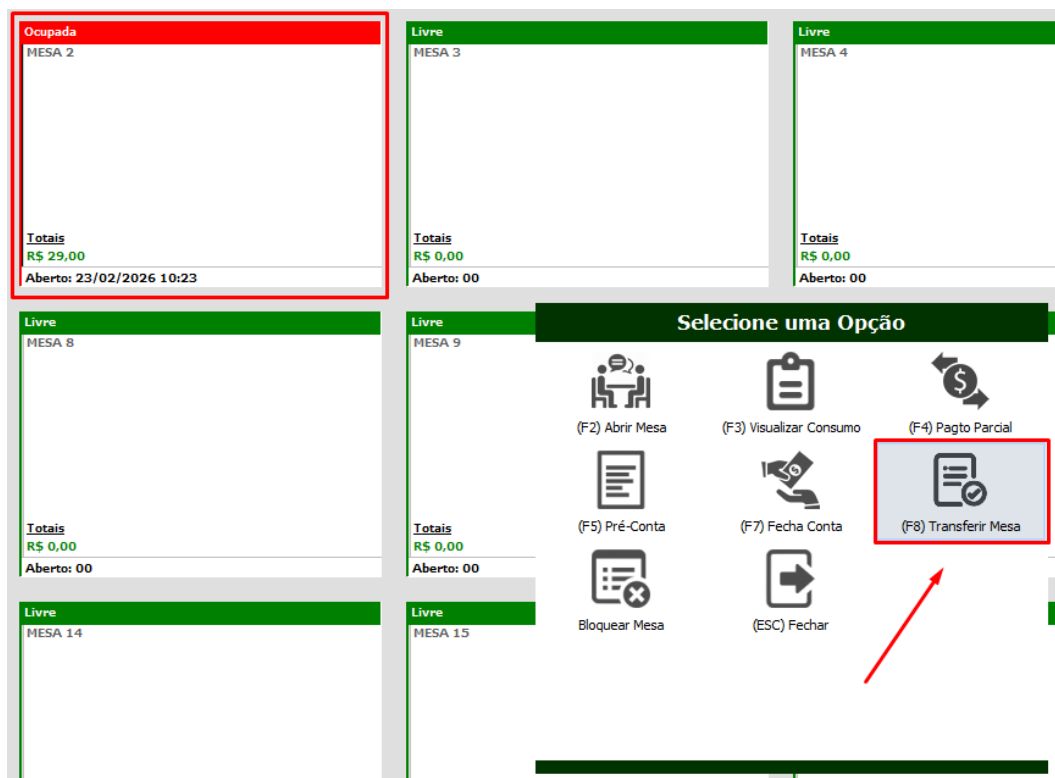 Ocupada
MESA 2
Totais
R$ 29,00
Aberto: 23/02/2026 10:23
Livre
MESA 3
Totais
R$ 0,00
Aberto: 00
Livre
MESA 4
Totais
R$ 0,00
Aberto: 00
Livre
MESA 8
Totais
R$ 0,00
Aberto: 00
Livre
MESA 9
Totais
R$ 0,00
Aberto: 00
Selecione uma Opção
(F2) Abrir Mesa
(F3) Visualizar Consumo
(F4) Pagto Parcial
(F5) Pré-Conta
(F7) Fecha Conta
(F8) Transferir Mesa
Bloquear Mesa
(ESC) Fechar
Livre
MESA 14
Livre
MESA 15